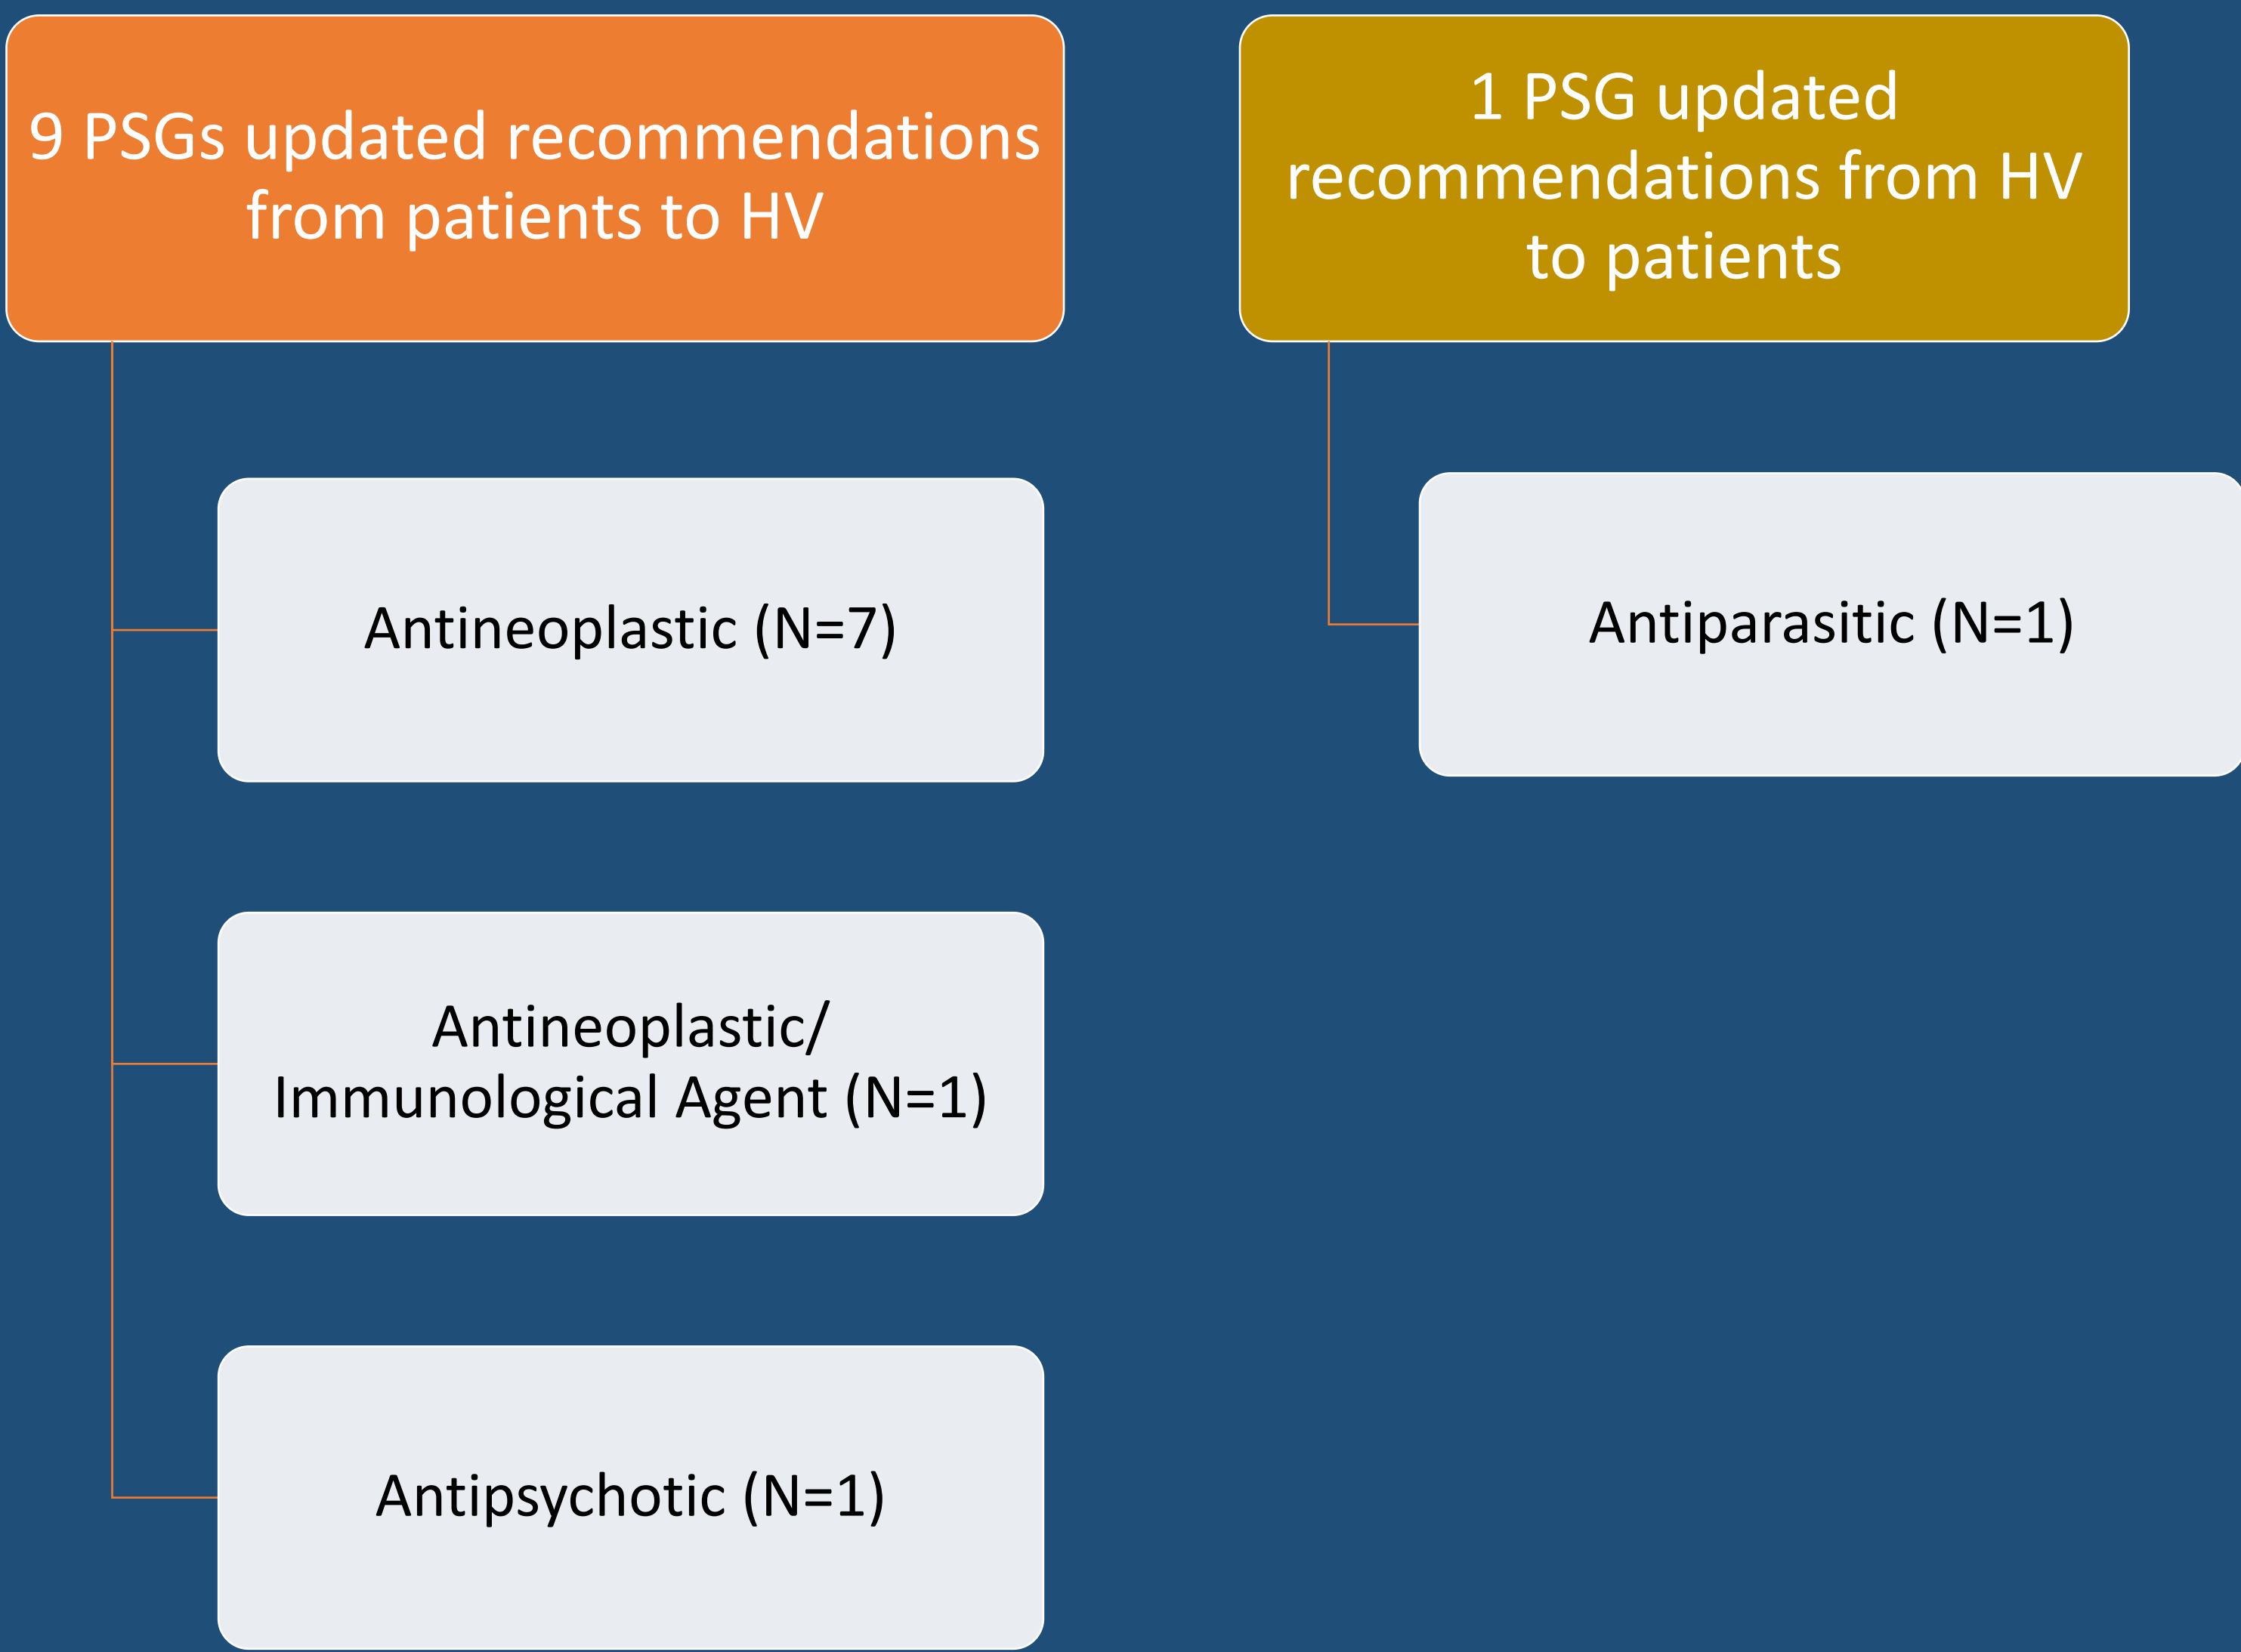 9 PSGs updated recommendations
from patients to HV
Antineoplastic (N=7)
Antineoplastic/
Immunological Agent (N=1)
Antipsychotic (N=1)
1 PSG updated
recommendations from HV
to patients
Antiparasitic (N=1)